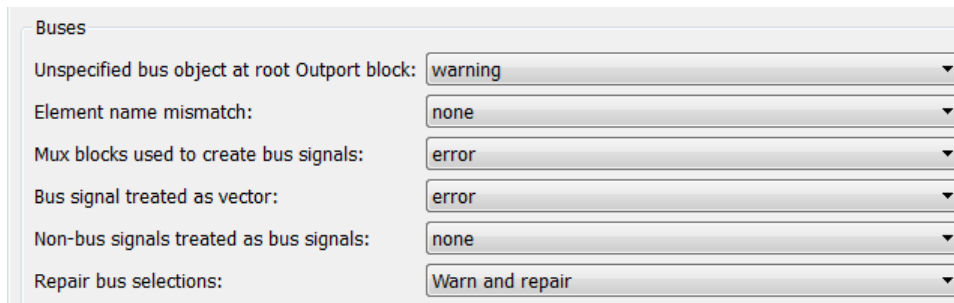 Buses
Unspecified bus object at root Outport block: warning
Element name mismatch: none
Mux blocks used to create bus signals: error
Bus signal treated as vector: error
Non-bus signals treated as bus signals: none
Repair bus selections: Warn and repair